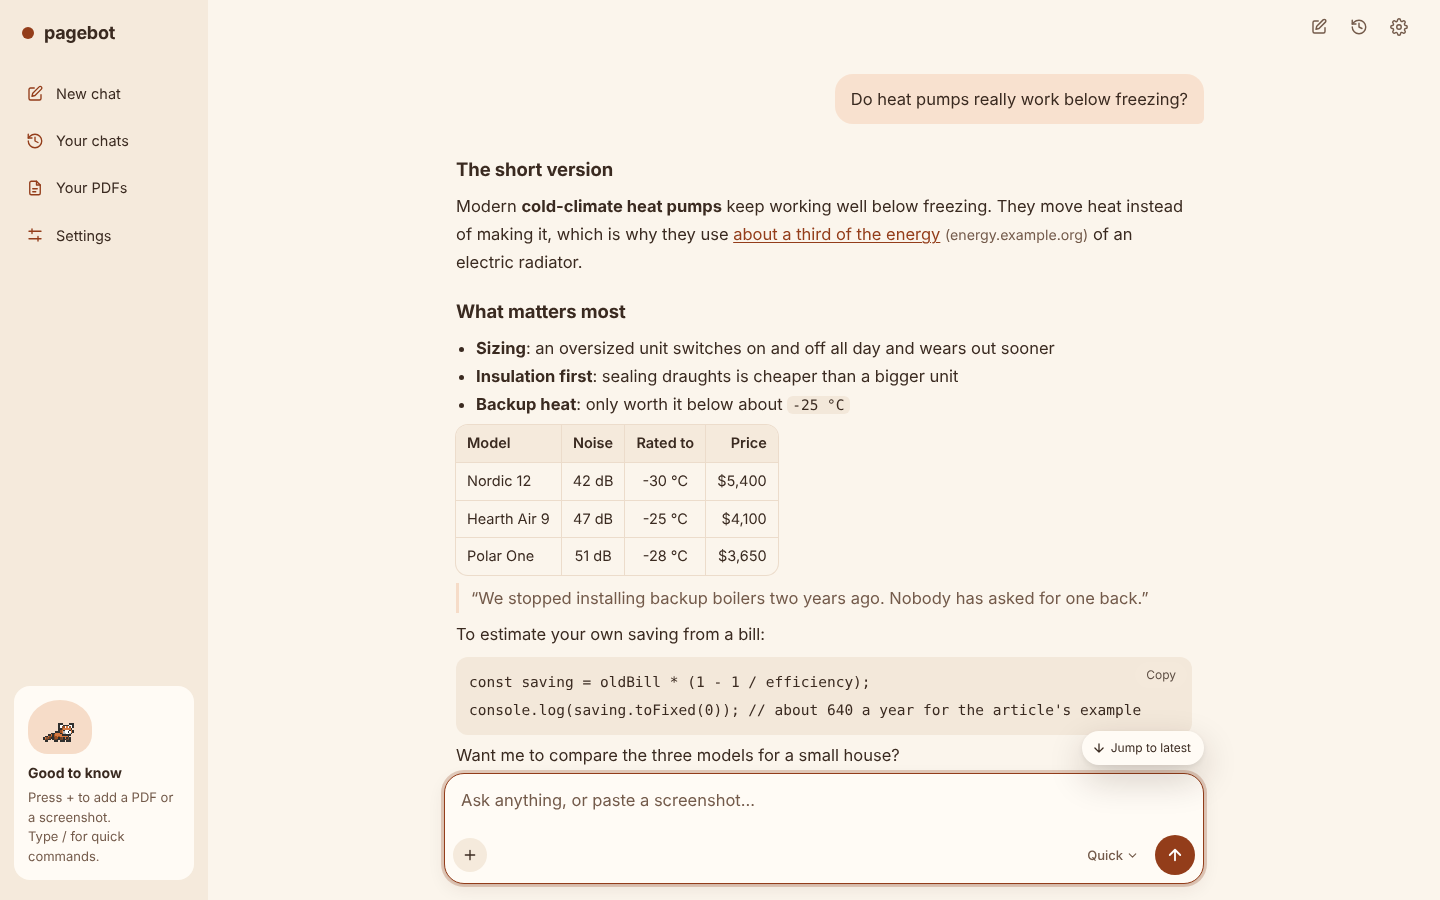 pagebot
New chat
Your chats
Your PDFs
Settings
Good to know
Press + to add a PDF or
a screenshot.
Type / for quick
commands.
Do heat pumps really work below freezing?
The short version
Modern cold-climate heat pumps keep working well below freezing. They move heat instead
of making it, which is why they use about a third of the energy (energy.example.org) of an
electric radiator.
What matters most
• Sizing: an oversized unit switches on and off all day and wears out sooner
• Insulation first: sealing draughts is cheaper than a bigger unit
• Backup heat: only worth it below about -25 °C
Model Noise Rated to Price
Nordic 12 42 dB -30 °C $5,400
Hearth Air 9 47 dB -25 °C $4,100
Polar One 51 dB -28 °C $3,650
“We stopped installing backup boilers two years ago. Nobody has asked for one back.”
To estimate your own saving from a bill:
Copy
const saving = oldBill * (1 - 1 / efficiency);
console.log(saving.toFixed(0)); // about 640 a year for the article's example
Want me to compare the three models for a small house?
Jump to latest
Ask anything, or paste a screenshot...
Quick